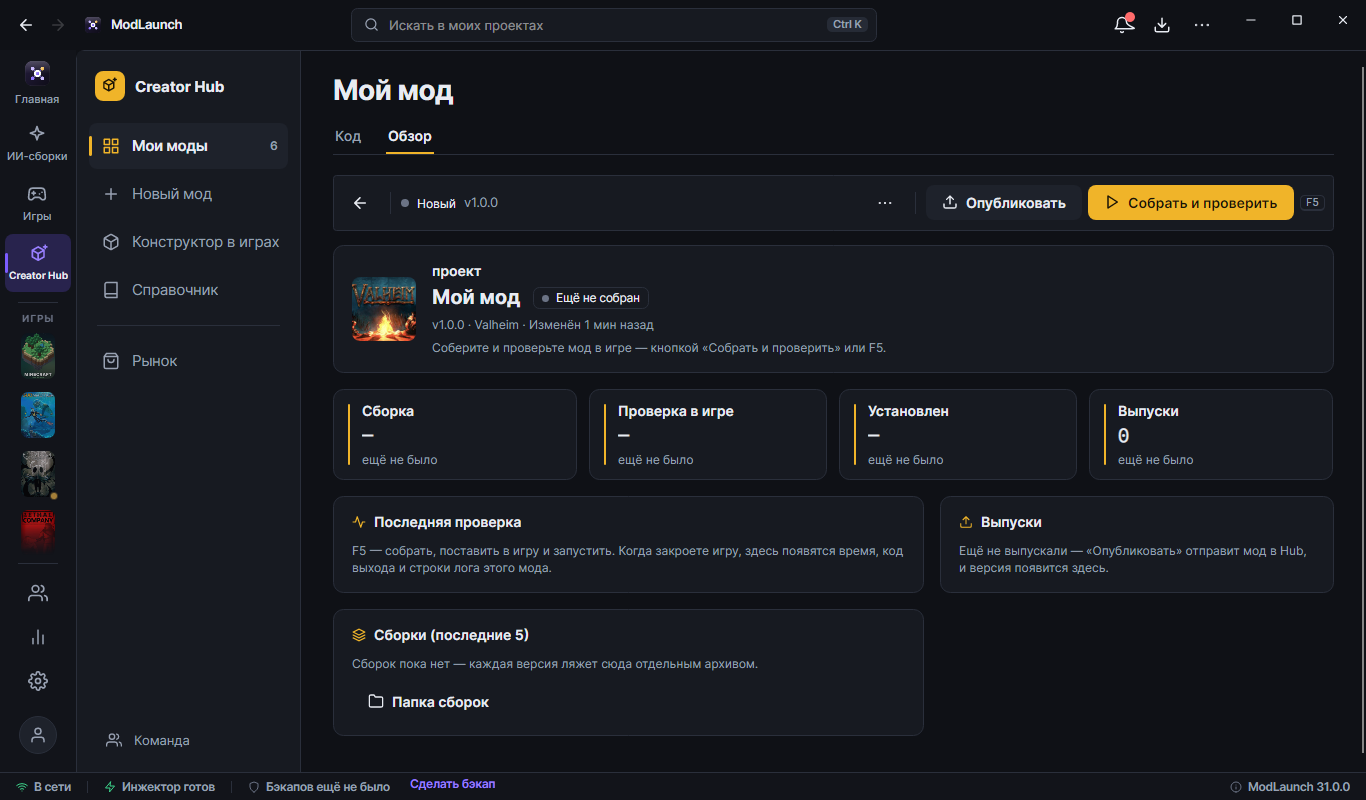 ModLaunch
Искать в моих проектах
Ctrl K
Главная
ИИ-сборки
Игры
Creator Hub
ИГРЫ
MINECRAFT
LETHAL
COMPANY
Creator Hub
Мои моды 6
Новый мод
Конструктор в играх
Справочник
Рынок
Команда
Мой мод
Код Обзор
Новый v1.0.0
Опубликовать
Собрать и проверить
F5
VALHEIM
проект
Мой мод
Ещё не собран
v1.0.0 · Valheim · Изменён 1 мин назад
Соберите и проверьте мод в игре — кнопкой «Собрать и проверить» или F5.
Сборка
—
ещё не было
Проверка в игре
—
ещё не было
Установлен
—
ещё не было
Выпуски
0
ещё не было
Последняя проверка
F5 — собрать, поставить в игру и запустить. Когда закроете игру, здесь появятся время, код
выхода и строки лога этого мода.
Выпуски
Ещё не выпускали — «Опубликовать» отправит мод в Hub,
и версия появится здесь.
Сборки (последние 5)
Сборок пока нет — каждая версия ляжет сюда отдельным архивом.
Папка сборок
В сети
Инжектор готов
Бэкапов ещё не было
Сделать бэкап
ModLaunch 31.0.0